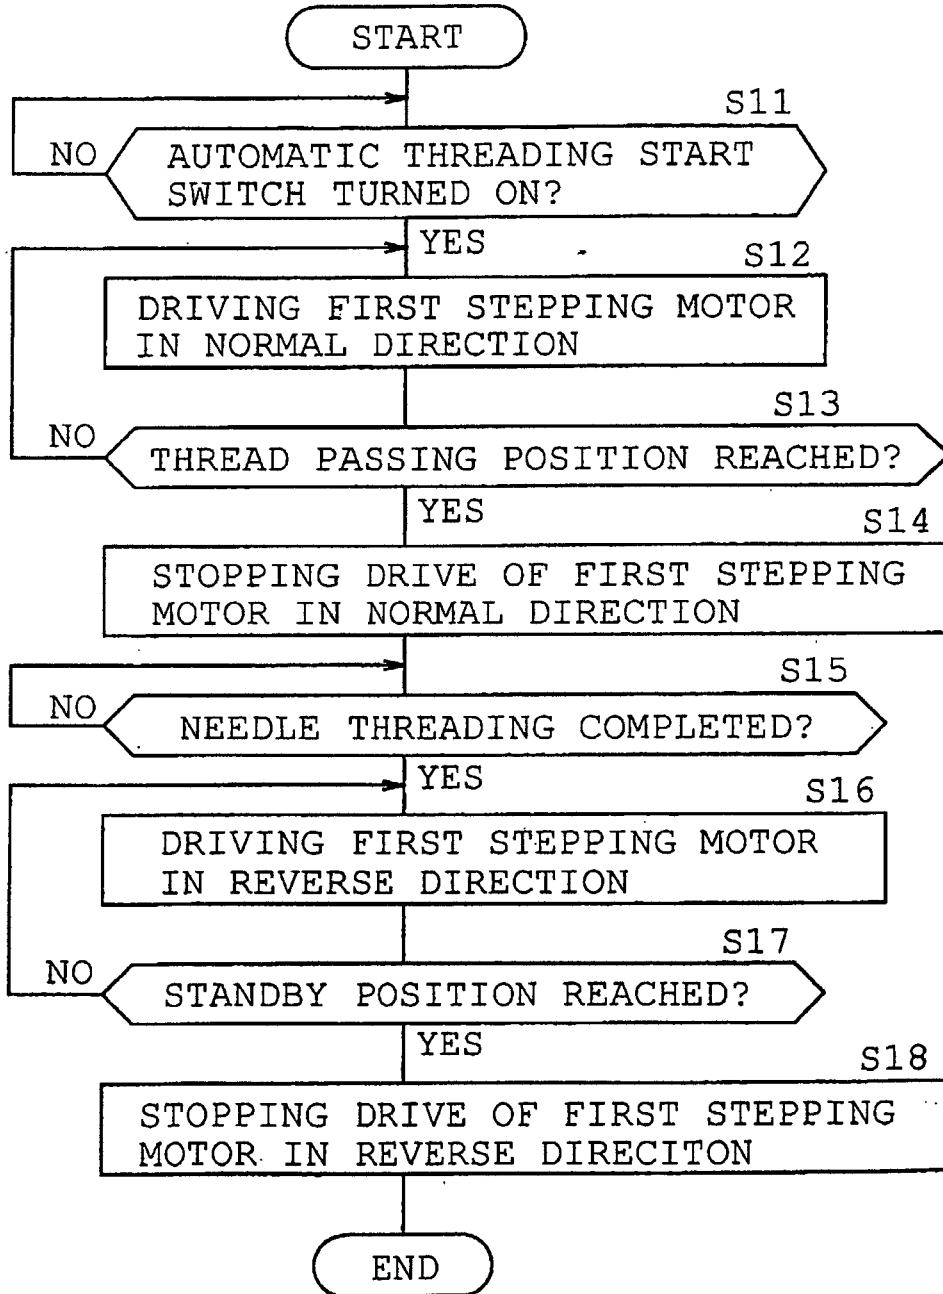 START
S11
NO
AUTOMATIC THREADING START
SWITCH TURNED ON?
YES
S12
DRIVING FIRST STEPPING MOTOR
IN NORMAL DIRECTION
S13
NO
THREAD PASSING POSITION REACHED?
YES
S14
STOPPING DRIVE OF FIRST STEPPING
MOTOR IN NORMAL DIRECTION
S15
NO
NEEDLE THREADING COMPLETED?
YES
S16
DRIVING FIRST STEPPING MOTOR
IN REVERSE DIRECTION
S17
NO
STANDBY POSITION REACHED?
YES
S18
STOPPING DRIVE OF FIRST STEPPING
MOTOR IN REVERSE DIRECITON
END